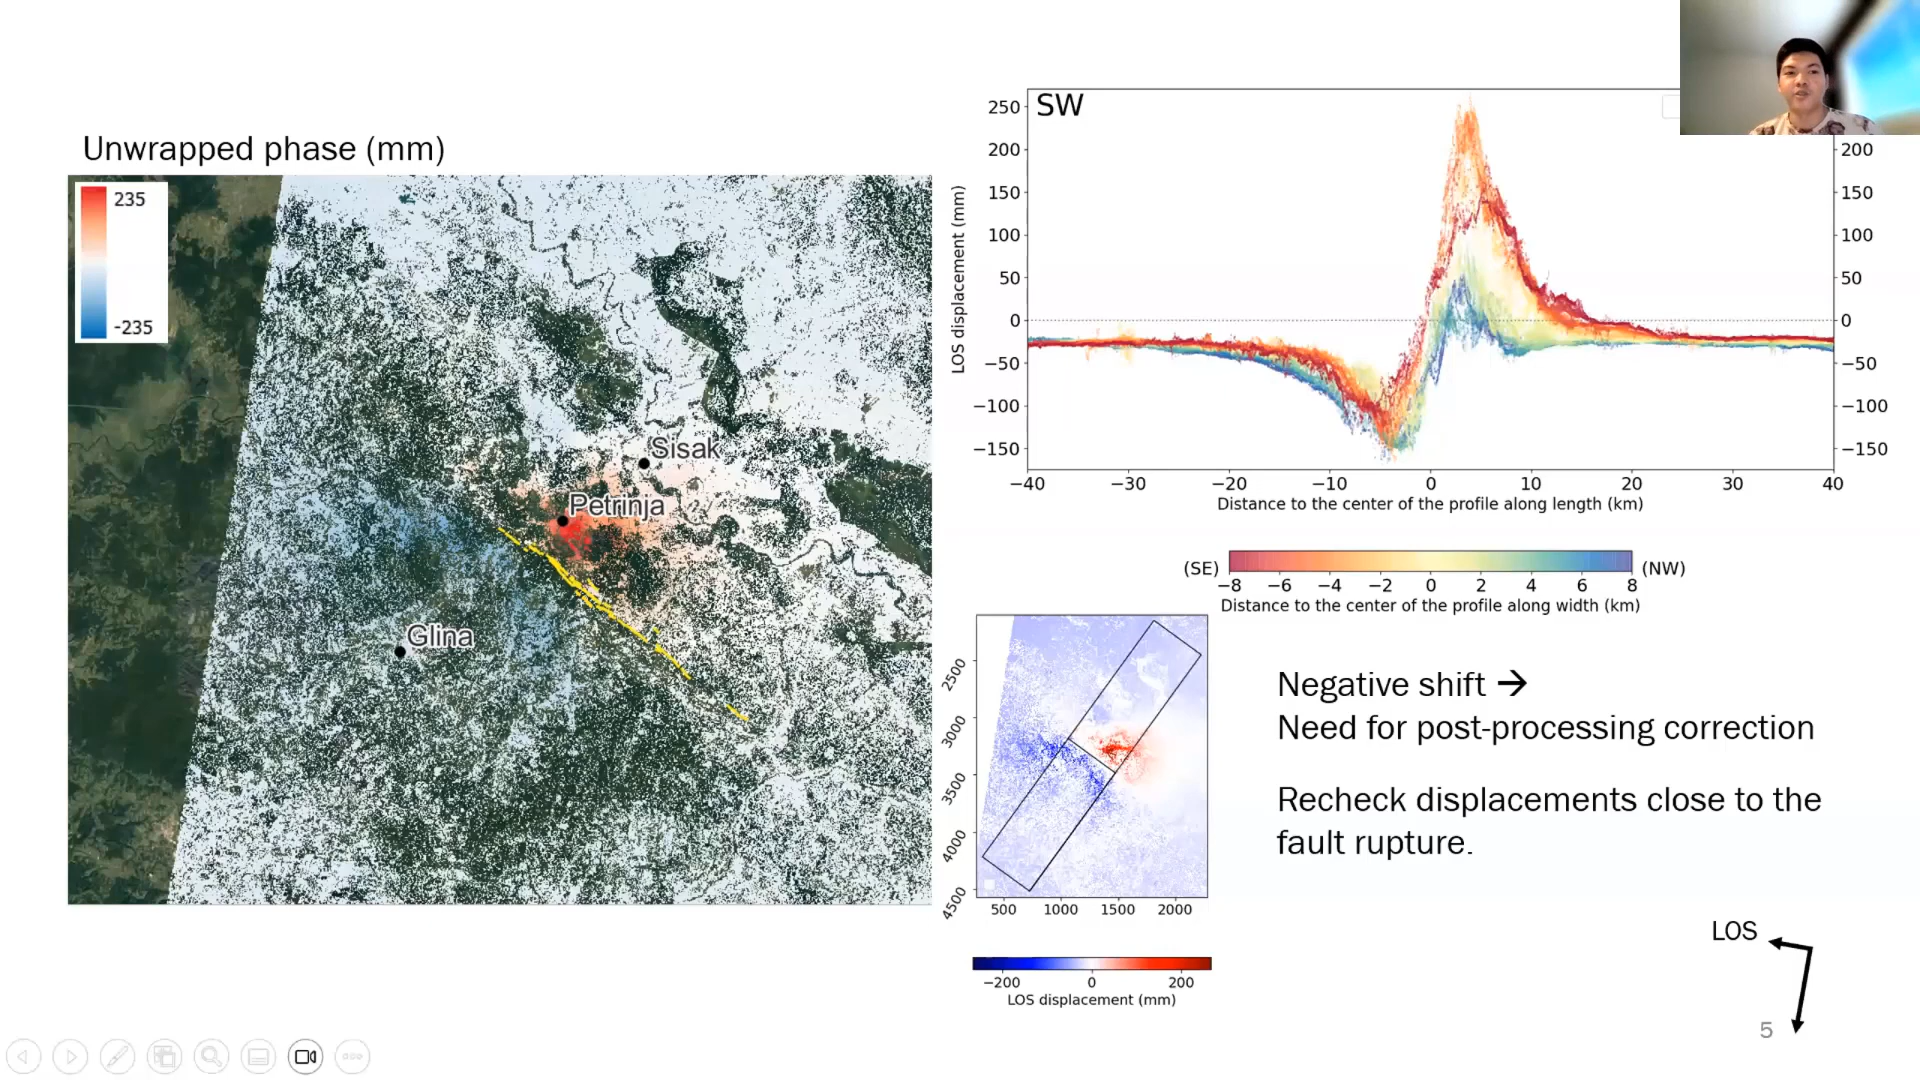 Unwrapped phase (mm)
235
-235
Sisak
Petrinja
Glina
SW
LOS displacement (mm)
250
200
150
100
50
0
−50
−100
−150
200
150
100
50
0
−50
−100
−150
−40 −30 −20 −10 0 10 20 30 40
Distance to the center of the profile along length (km)
(SE) (NW)
−8 −6 −4 −2 0 2 4 6 8
Distance to the center of the profile along width (km)
2500
3000
3500
4000
4500
500 1000 1500 2000
−200 0 200
LOS displacement (mm)
Negative shift →
Need for post-processing correction
Recheck displacements close to the
fault rupture.
LOS
5